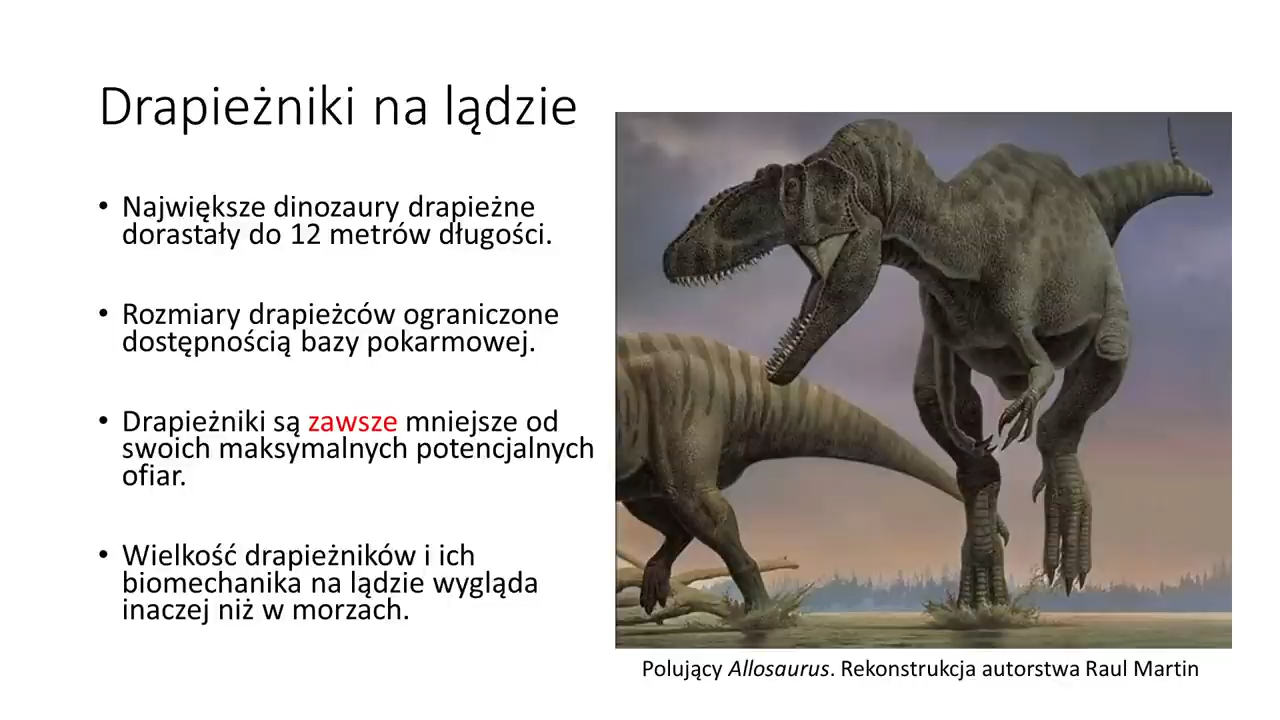 Drapieżniki na lądzie
• Największe dinozaury drapieżne
dorastały do 12 metrów długości.
• Rozmiary drapieżców ograniczone
dostępnością bazy pokarmowej.
• Drapieżniki są zawsze mniejsze od
swoich maksymalnych potencjalnych
ofiar.
• Wielkość drapieżników i ich
biomechanika na lądzie wygląda
inaczej niż w morzach.
Polujący Allosaurus. Rekonstrukcja autorstwa Raul Martin